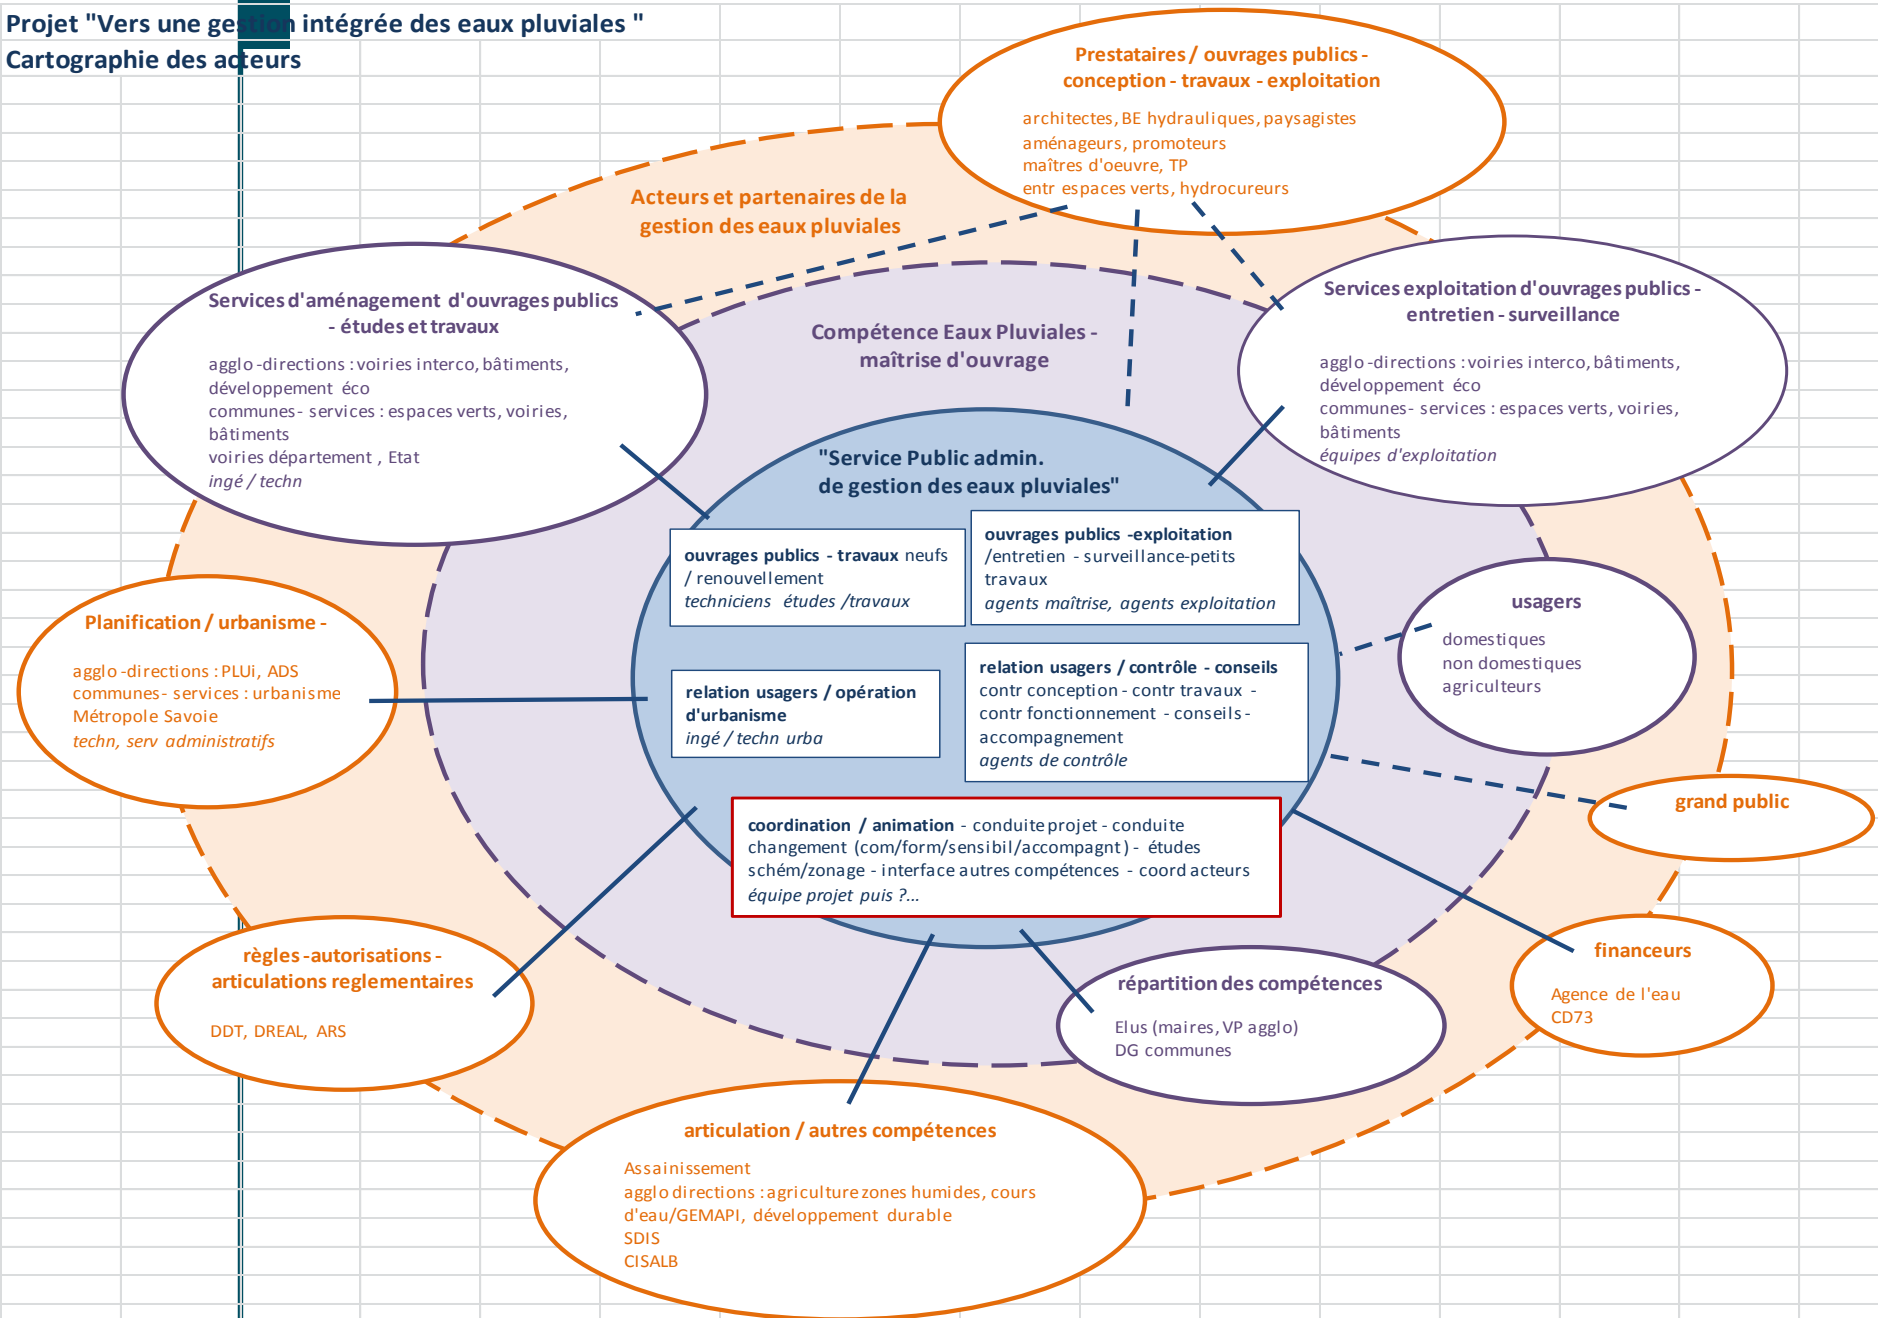 Projet "Vers une gestion intégrée des eaux pluviales "
Cartographie des acteurs
Prestataires / ouvrages publics -
conception - travaux - exploitation
architectes, BE hydrauliques, paysagistes
aménageurs, promoteurs
maîtres d'oeuvre, TP
entr espaces verts, hydrocureurs
Acteurs et partenaires de la
gestion des eaux pluviales
Services d'aménagement d'ouvrages publics
- études et travaux
agglo -directions : voiries interco, bâtiments,
développement éco
communes- services : espaces verts, voiries,
bâtiments
voiries département , Etat
ingé / techn
Compétence Eaux Pluviales -
maîtrise d'ouvrage
Services exploitation d'ouvrages publics -
entretien - surveillance
agglo -directions : voiries interco, bâtiments,
développement éco
communes- services : espaces verts, voiries,
bâtiments
équipes d'exploitation
"Service Public admin.
de gestion des eaux pluviales"
ouvrages publics - travaux neufs
/ renouvellement
techniciens études /travaux
ouvrages publics -exploitation
/entretien - surveillance-petits
travaux
agents maîtrise, agents exploitation
usagers
domestiques
non domestiques
agriculteurs
Planification / urbanisme -
agglo -directions : PLUi, ADS
communes- services : urbanisme
Métropole Savoie
techn, serv administratifs
relation usagers / opération
d'urbanisme
ingé / techn urba
relation usagers / contrôle - conseils
contr conception - contr travaux -
contr fonctionnement - conseils -
accompagnement
agents de contrôle
grand public
coordination / animation - conduite projet - conduite
changement (com/form/sensibil/accompagnt) - études
schém/zonage - interface autres compétences - coord acteurs
équipe projet puis ?...
règles -autorisations -
articulations reglementaires
DDT, DREAL, ARS
répartition des compétences
Elus (maires, VP agglo)
DG communes
financeurs
Agence de l'eau
CD73
articulation / autres compétences
Assainissement
agglo directions : agriculture zones humides, cours
d'eau/GEMAPI, développement durable
SDIS
CISALB